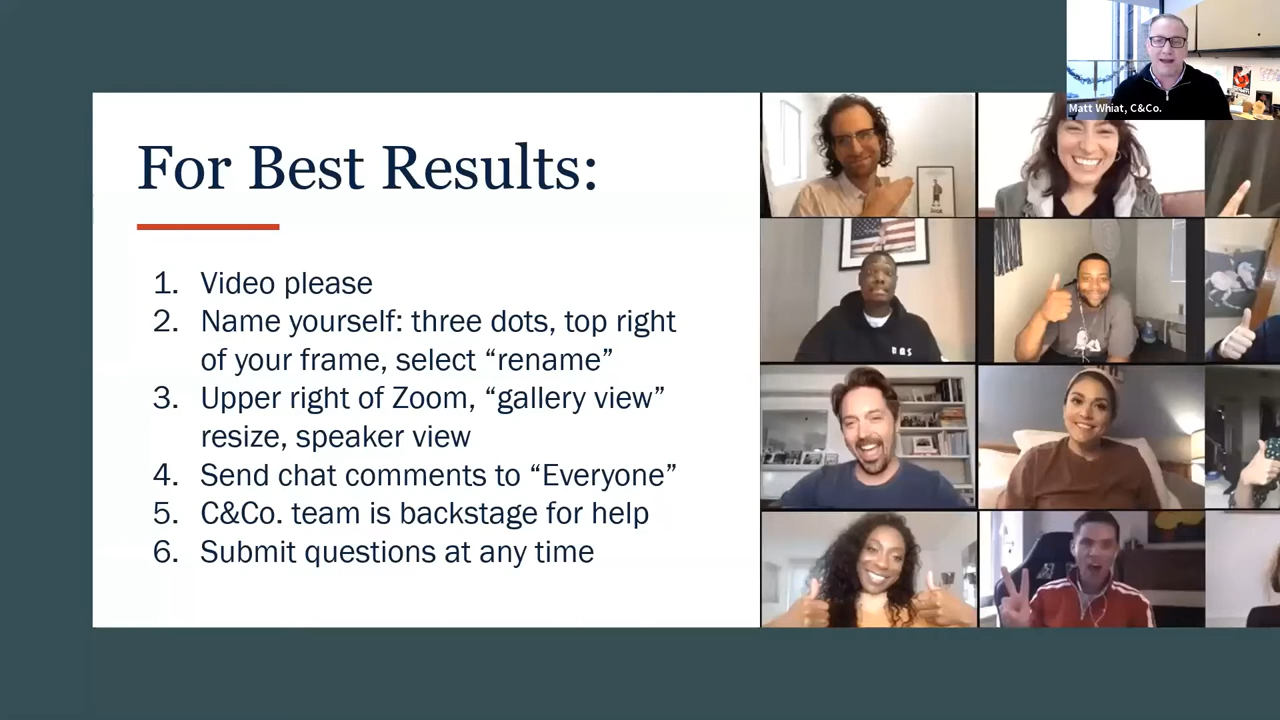 Matt Whiat, C&Co.
For Best Results:
1. Video please
2. Name yourself: three dots, top right
of your frame, select “rename”
3. Upper right of Zoom, “gallery view”
resize, speaker view
4. Send chat comments to “Everyone”
5. C&Co. team is backstage for help
6. Submit questions at any time